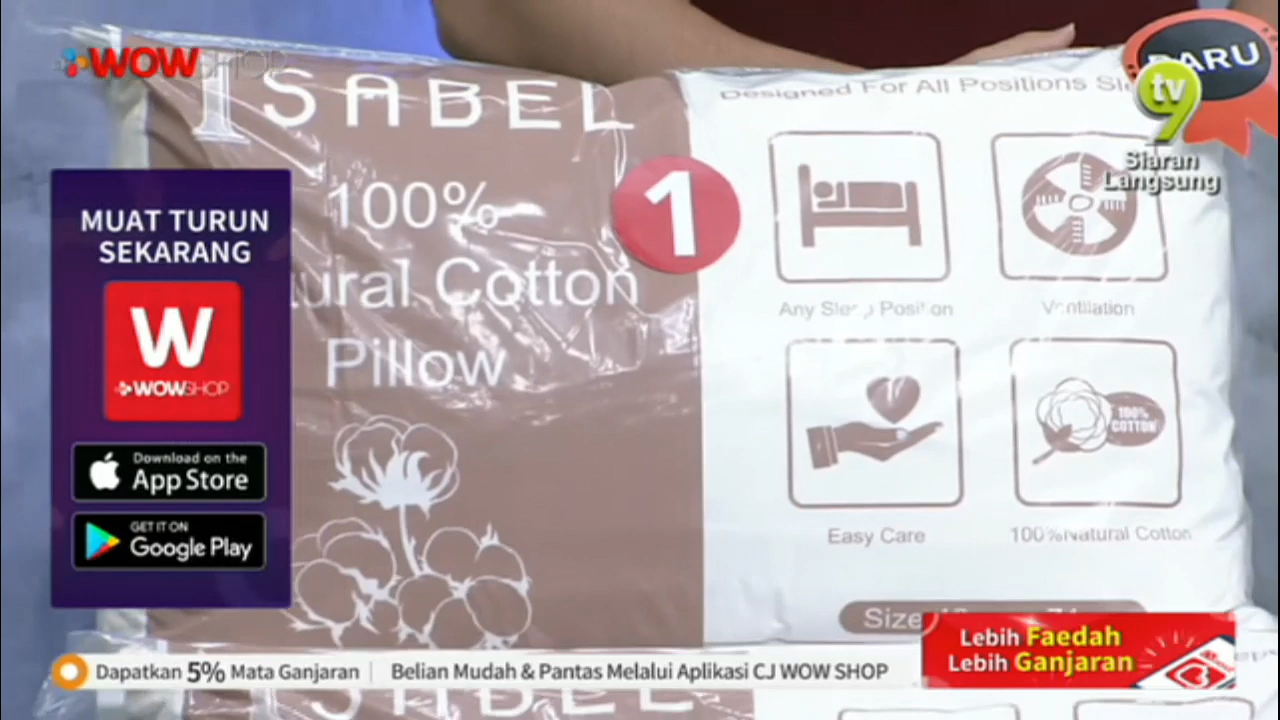 WOWSHOP
ISABEL
100%
Cotton
Pillow
1
Designed For All Positions
Any Sleep Position
Ventilation
Easy Care
100% Natural Cotton
100%
COTTON
Size
BARU
tv9
Siaran
Langsung
MUAT TURUN
SEKARANG
W
WOWSHOP
Download on the
App Store
GET IT ON
Google Play
Dapatkan 5% Mata Ganjaran
Belian Mudah & Pantas Melalui Aplikasi CJ WOW SHOP
Lebih Faedah
Lebih Ganjaran
ISABEL